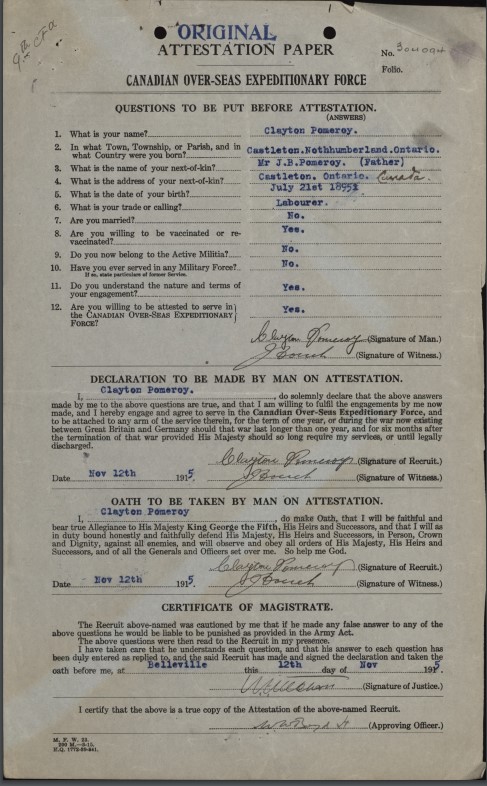 ORIGINAL
9th CFA
ATTESTATION PAPER
No. 304084
Folio.
CANADIAN OVER-SEAS EXPEDITIONARY FORCE
QUESTIONS TO BE PUT BEFORE ATTESTATION.
(ANSWERS)
1. What is your name? Clayton Pomeroy.
2. In what Town, Township, or Parish, and in
what Country were you born? Castleton.Nothhumberland.Ontario.
3. What is the name of your next-of-kin? Mr J.B.Pomeroy. (Father)
4. What is the address of your next-of-kin? Castleton. Ontario. Canada.
5. What is the date of your birth? July 21st 1895
6. What is your trade or calling? Labourer.
7. Are you married? No.
8. Are you willing to be vaccinated or re-
vaccinated? Yes.
9. Do you now belong to the Active Militia? No.
10. Have you ever served in any Military Force? No.
If so, state particulars of former Service.
11. Do you understand the nature and terms of
your engagement? Yes.
12. Are you willing to be attested to serve in
the CANADIAN OVER-SEAS EXPEDITIONARY Yes.
FORCE?
Clayton Pomeroy (Signature of Man.)
(Signature of Witness.)
DECLARATION TO BE MADE BY MAN ON ATTESTATION.
I, Clayton Pomeroy. , do solemnly declare that the above answers
made by me to the above questions are true, and that I am willing to fulfil the engagements by me now
made, and I hereby engage and agree to serve in the Canadian Over-Seas Expeditionary Force, and
to be attached to any arm of the service therein, for the term of one year, or during the war now existing
between Great Britain and Germany should that war last longer than one year, and for six months after
the termination of that war provided His Majesty should so long require my services, or until legally
discharged.
Clayton Pomeroy (Signature of Recruit.)
Date Nov 12th 1915. (Signature of Witness.)
OATH TO BE TAKEN BY MAN ON ATTESTATION.
I, Clayton Pomeroy , do make Oath, that I will be faithful and
bear true Allegiance to His Majesty King George the Fifth, His Heirs and Successors, and that I will as
in duty bound honestly and faithfully defend His Majesty, His Heirs and Successors, in Person, Crown
and Dignity, against all enemies, and will observe and obey all orders of His Majesty, His Heirs and
Successors, and of all the Generals and Officers set over me. So help me God.
Clayton Pomeroy (Signature of Recruit.)
Date Nov 12th 1915. (Signature of Witness.)
CERTIFICATE OF MAGISTRATE.
The Recruit above-named was cautioned by me that if he made any false answer to any of the
above questions he would be liable to be punished as provided in the Army Act.
The above questions were then read to the Recruit in my presence.
I have taken care that he understands each question, and that his answer to each question has
been duly entered as replied to, and the said Recruit has made and signed the declaration and taken the
oath before me, at Belleville this 12th day of Nov 1915
(Signature of Justice.)
I certify that the above is a true copy of the Attestation of the above-named Recruit.
(Approving Officer.)
M. F. W. 23.
H.Q. 1772-39-841.